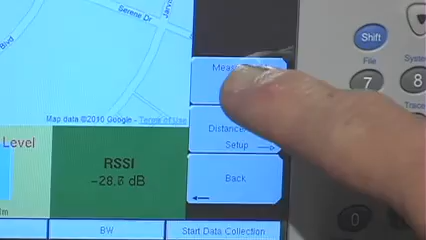 Serene Dr
Blvd
Shift
File
7
8
Map data ©2010 Google - Terms of Use
Level
RSSI
-28.6 dB
Distance
Setup
Back
0
BW
Start Data Collection